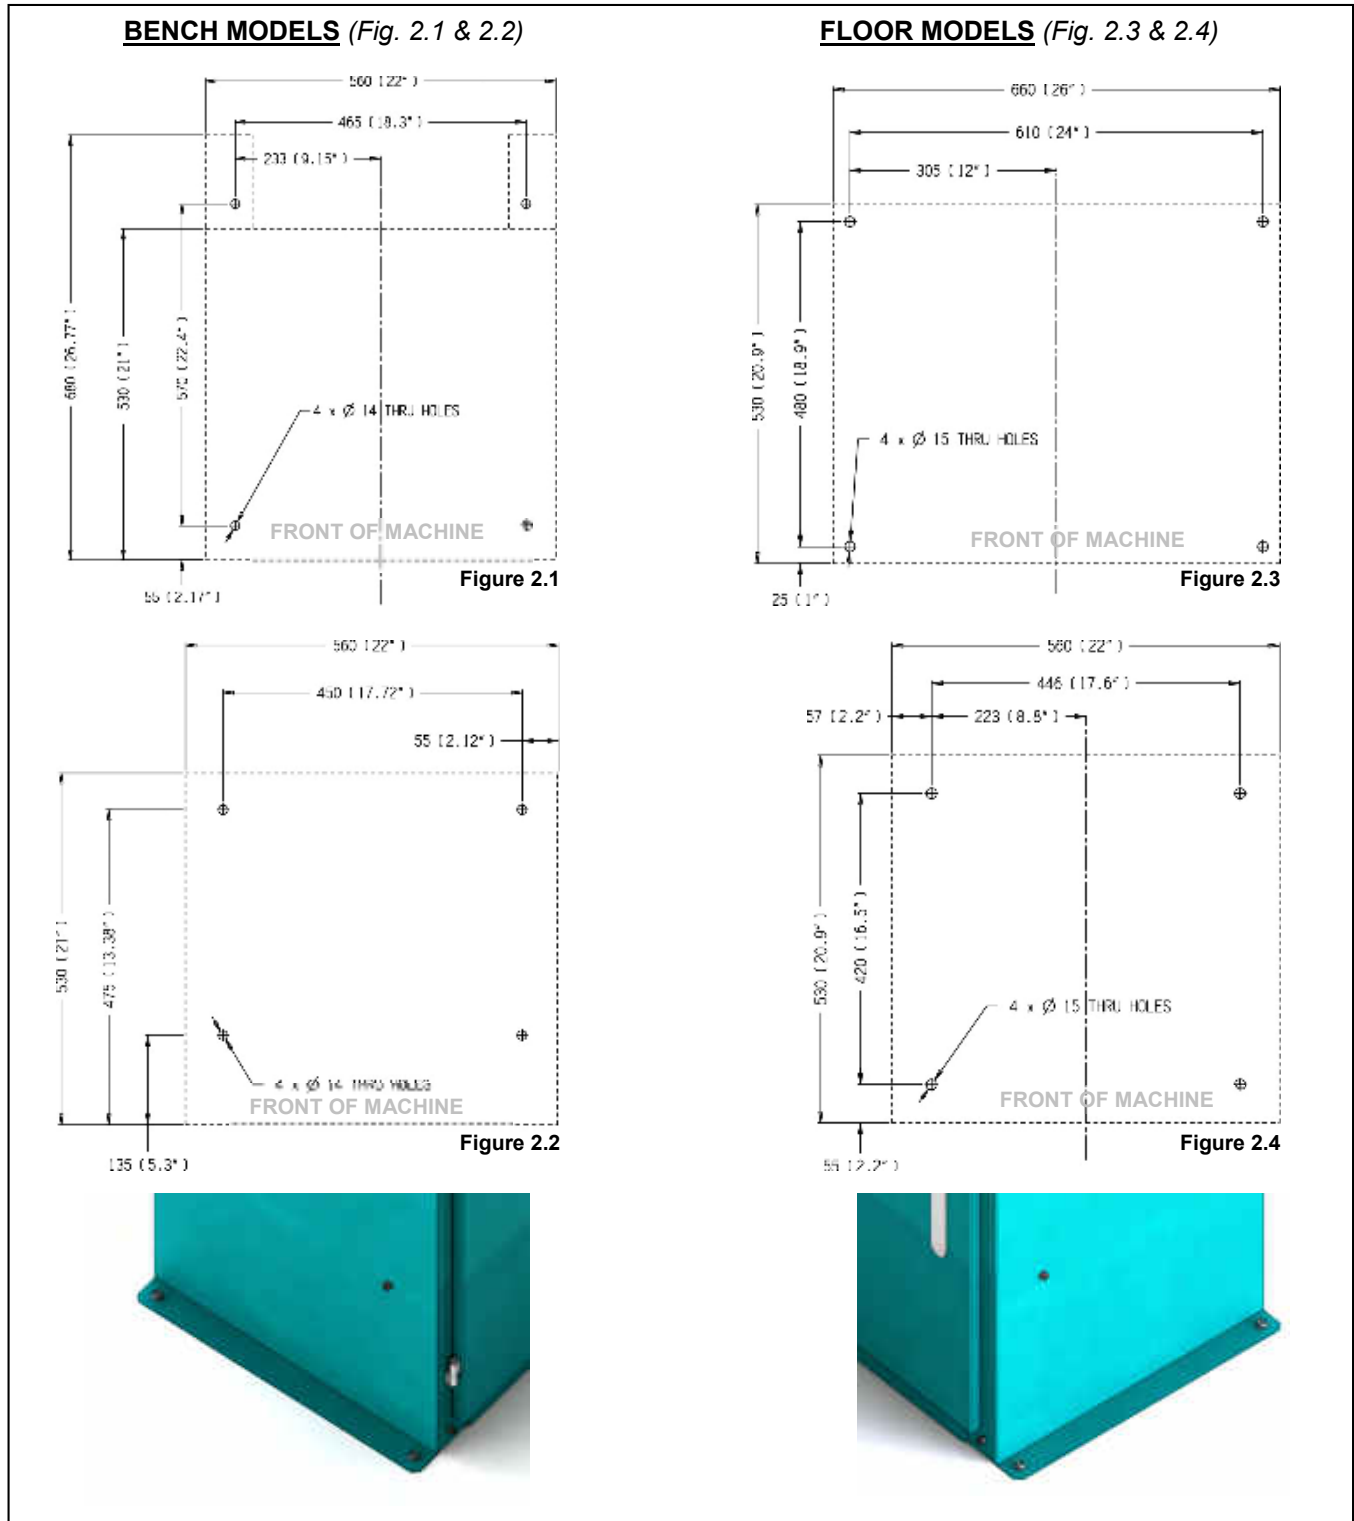 BENCH MODELS (Fig. 2.1 & 2.2)
560 (22")
465 (18.3")
233 (9.15")
680 (26.77")
530 (21")
570 (22.4")
4 x Ø 14 THRU HOLES
FRONT OF MACHINE
55 (2.17")
Figure 2.1
560 (22")
450 (17.72")
55 (2.12")
530 (21")
475 (13.38")
4 x Ø 14 THRU HOLES
FRONT OF MACHINE
135 (5.3")
Figure 2.2
FLOOR MODELS (Fig. 2.3 & 2.4)
660 (26")
610 (24")
305 (12")
530 (20.9")
480 (18.9")
4 x Ø 15 THRU HOLES
FRONT OF MACHINE
25 (1")
Figure 2.3
560 (22")
446 (17.6")
57 (2.2")
223 (8.8")
530 (20.9")
420 (16.5")
4 x Ø 15 THRU HOLES
FRONT OF MACHINE
55 (2.2")
Figure 2.4